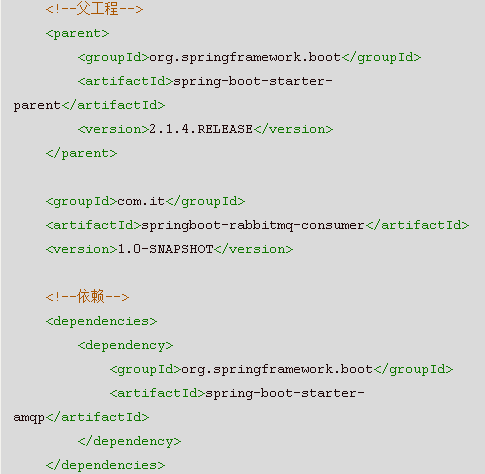 <!--父工程-->
<parent>
<groupId>org.springframework.boot</groupId>
<artifactId>spring-boot-starter-
parent</artifactId>
<version>2.1.4.RELEASE</version>
</parent>
<groupId>com.it</groupId>
<artifactId>springboot-rabbitmq-consumer</artifactId>
<version>1.0-SNAPSHOT</version>
<!--依赖-->
<dependencies>
<dependency>
<groupId>org.springframework.boot</groupId>
<artifactId>spring-boot-starter-
amqp</artifactId>
</dependency>
</dependencies>